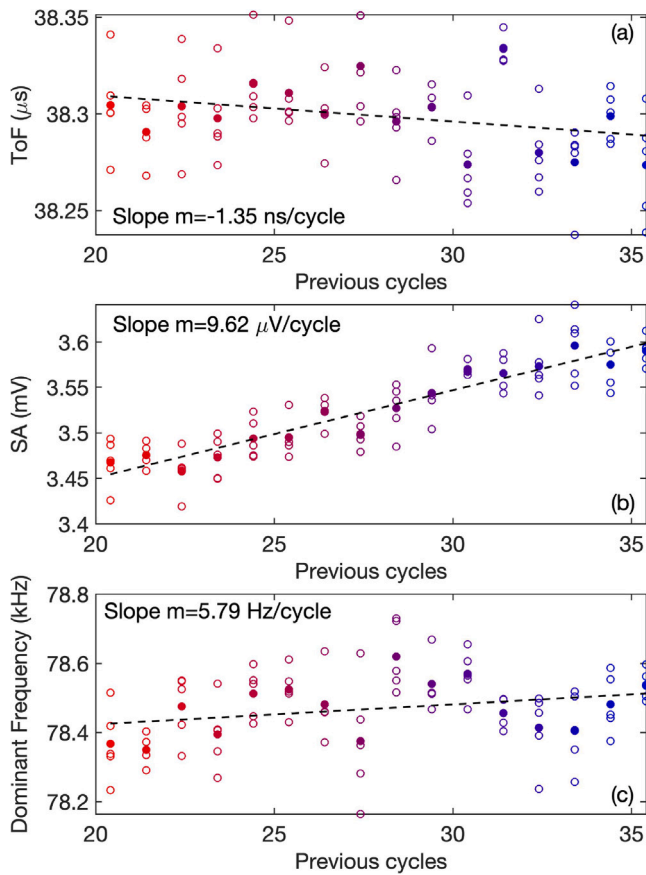 38.35
(a)
38.3
ToF (μs)
38.25
Slope m=-1.35 ns/cycle
20 25 30 35
Previous cycles
Slope m=9.62 μV/cycle
3.6
3.55
SA (mV)
3.5
3.45
(b)
3.4
20 25 30 35
Previous cycles
78.8
Slope m=5.79 Hz/cycle
78.6
Dominant Frequency (kHz)
78.4
78.2
(c)
20 25 30 35
Previous cycles